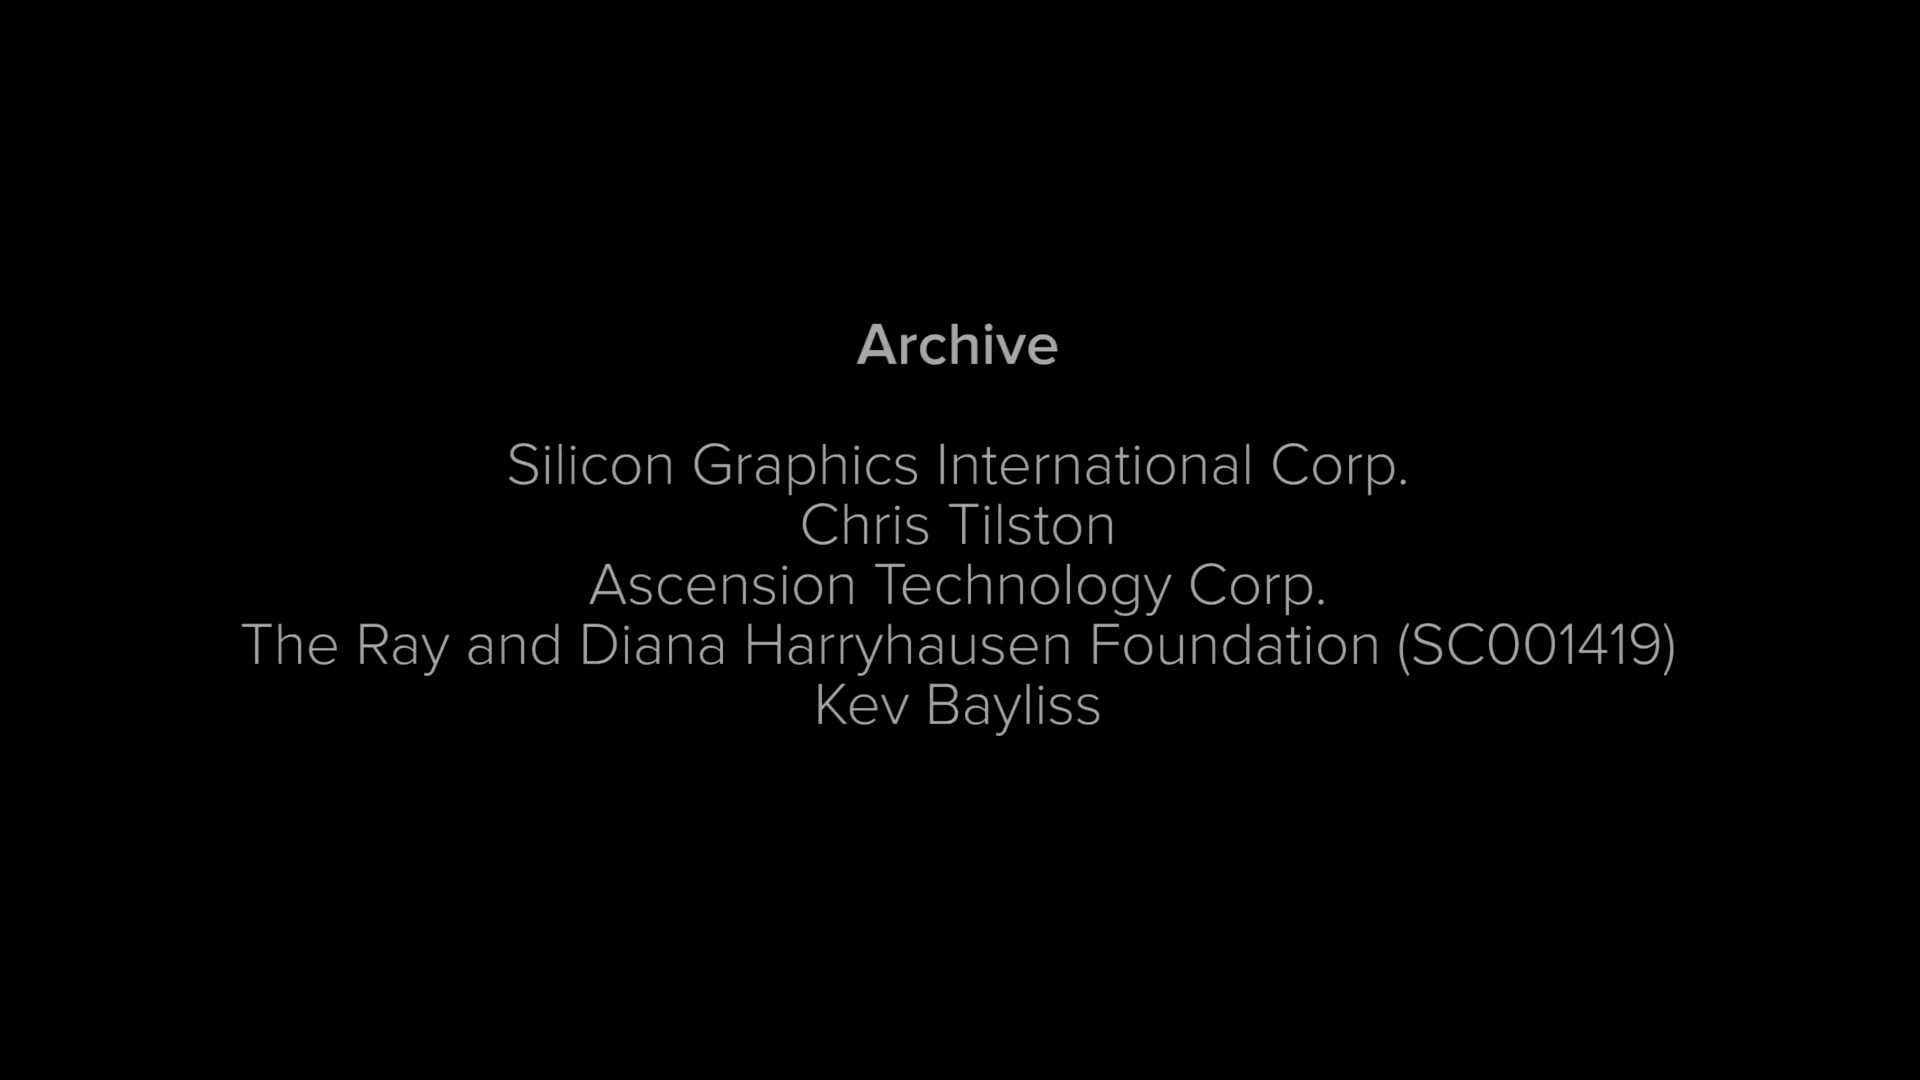 Archive
Silicon Graphics International Corp.
Chris Tilston
Ascension Technology Corp.
The Ray and Diana Harryhausen Foundation (SC001419)
Kev Bayliss